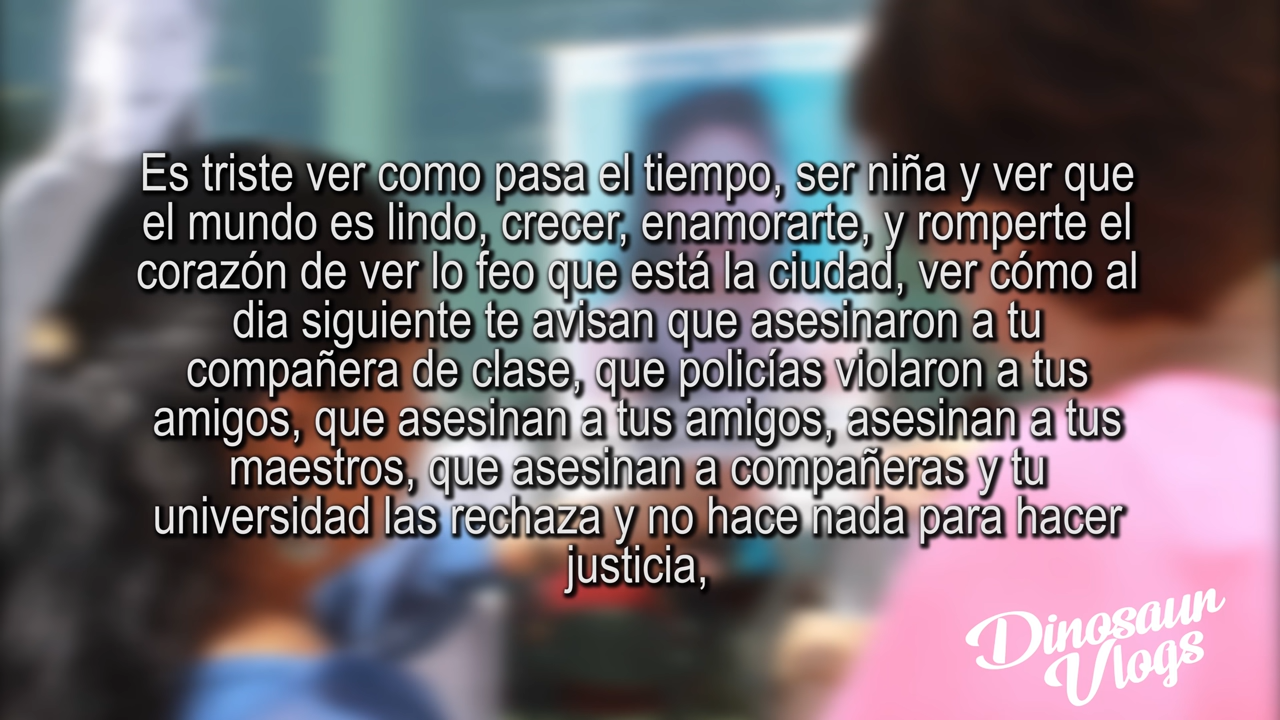 Es triste ver como pasa el tiempo, ser niña y ver que
el mundo es lindo, crecer, enamorarte, y romperte el
corazón de ver lo feo que está la ciudad, ver cómo al
dia siguiente te avisan que asesinaron a tu
compañera de clase, que policías violaron a tus
amigos, que asesinan a tus amigos, asesinan a tus
maestros, que asesinan a compañeras y tu
universidad las rechaza y no hace nada para hacer
justicia,
Dinosaur
Vlogs